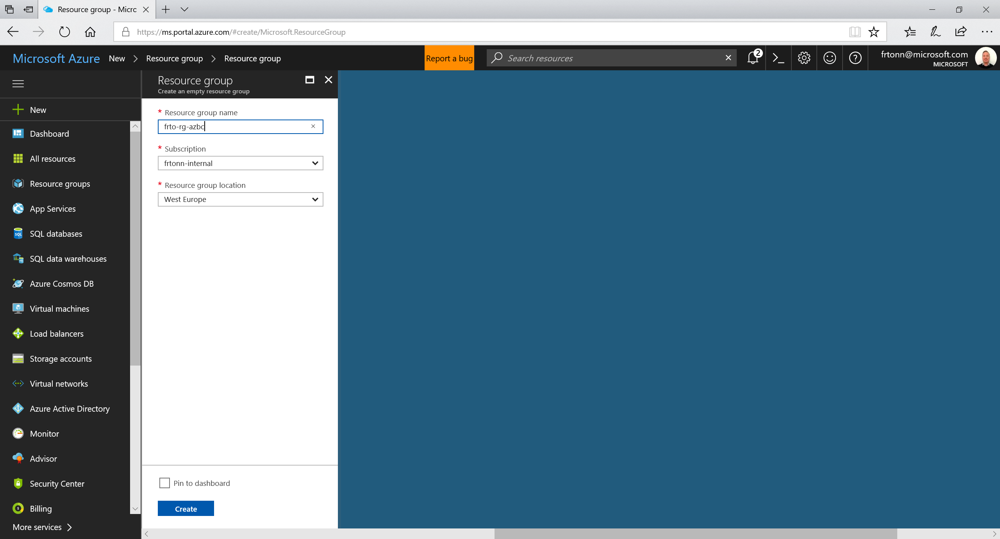 Resource group - Micr
https://ms.portal.azure.com/#create/Microsoft.ResourceGroup
Microsoft Azure New > Resource group > Resource group Report a bug Search resources 2 frtonn@microsoft.com
MICROSOFT
Resource group
Create an empty resource group
New
Dashboard
All resources
Resource groups
App Services
SQL databases
SQL data warehouses
Azure Cosmos DB
Virtual machines
Load balancers
Storage accounts
Virtual networks
Azure Active Directory
Monitor
Advisor
Security Center
Billing
More services >
* Resource group name
frto-rg-azbc
* Subscription
frtonn-internal
* Resource group location
West Europe
Pin to dashboard
Create